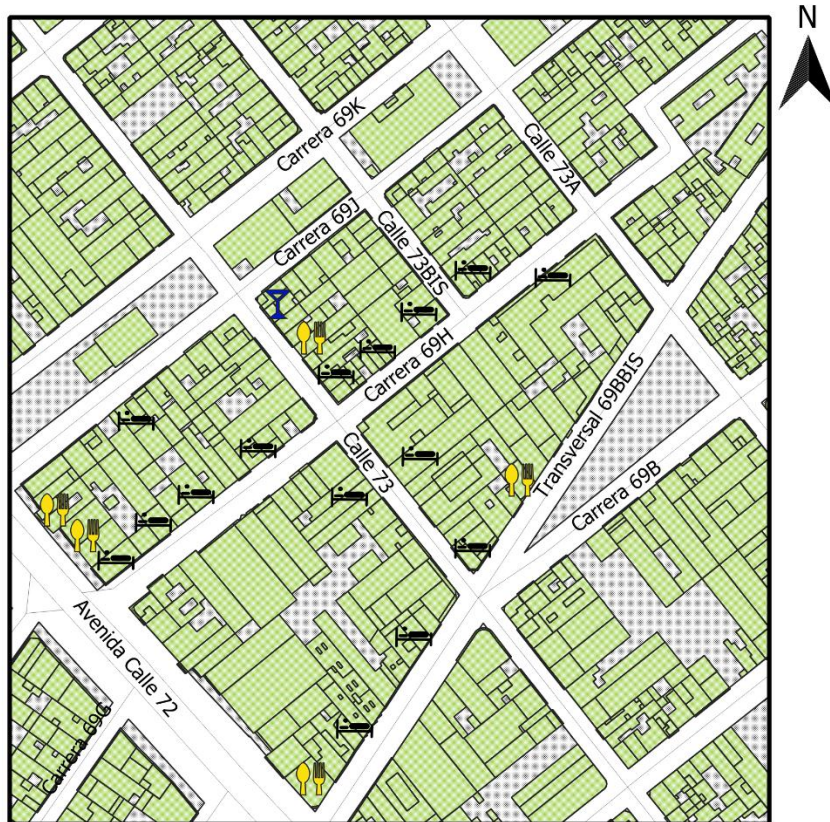 N
Carrera 69K
Calle 73A
Carrera 69J
Calle 73BIS
Carrera 69H
Transversal 69BBIS
Calle 73
Carrera 69B
Avenida Calle 72
Carrera 69G